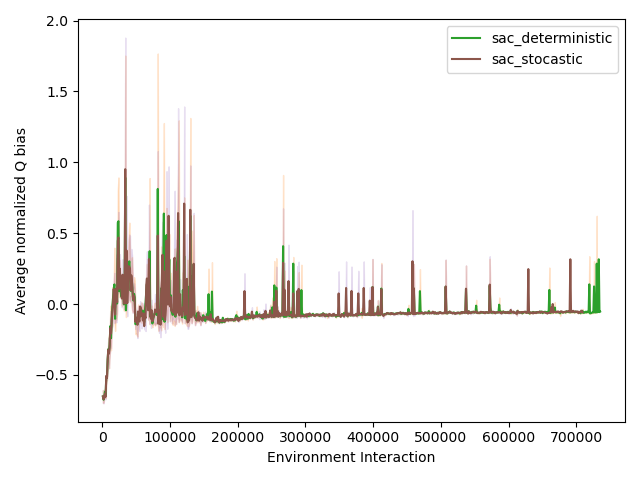 sac_deterministic
sac_stocastic
2.0
1.5
1.0
0.5
0.0
−0.5
Average normalized Q bias
0 100000 200000 300000 400000 500000 600000 700000
Environment Interaction